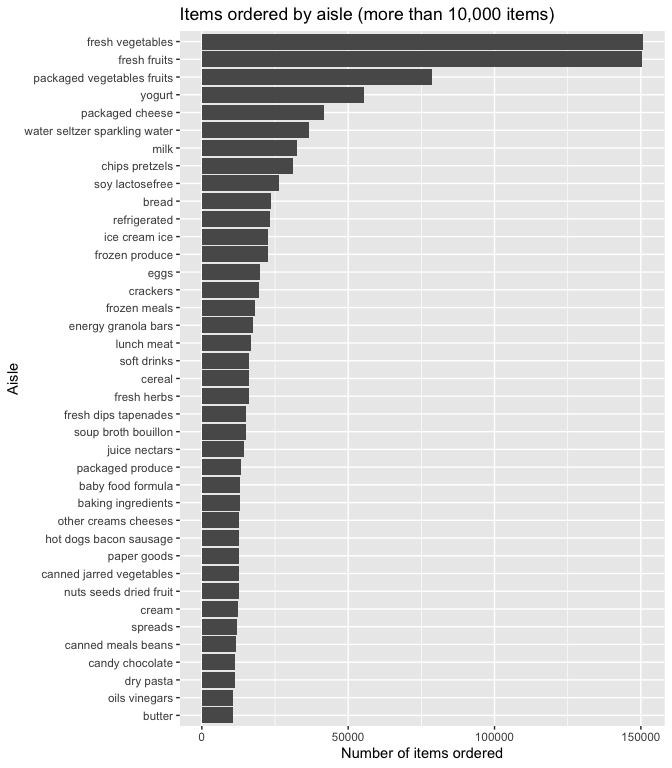 Items ordered by aisle (more than 10,000 items)
Aisle
fresh vegetables
fresh fruits
packaged vegetables fruits
yogurt
packaged cheese
water seltzer sparkling water
milk
chips pretzels
soy lactosefree
bread
refrigerated
ice cream ice
frozen produce
eggs
crackers
frozen meals
energy granola bars
lunch meat
soft drinks
cereal
fresh herbs
fresh dips tapenades
soup broth bouillon
juice nectars
packaged produce
baby food formula
baking ingredients
other creams cheeses
hot dogs bacon sausage
paper goods
canned jarred vegetables
nuts seeds dried fruit
cream
spreads
canned meals beans
candy chocolate
dry pasta
oils vinegars
butter
0 50000 100000 150000
Number of items ordered